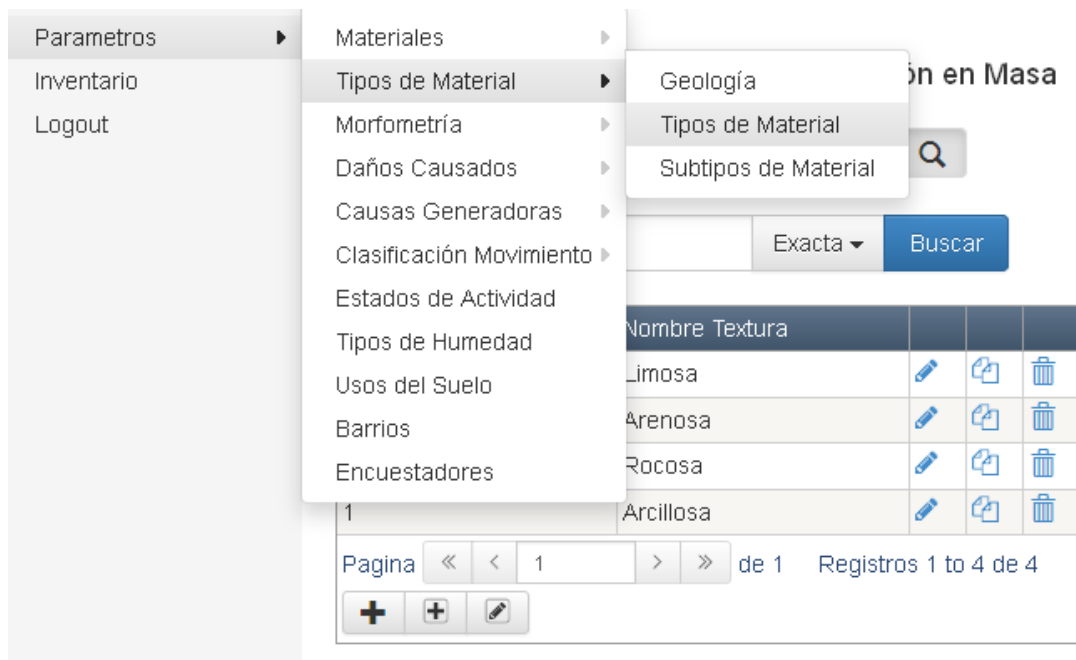 Parametros
Inventario
Logout
Materiales
Tipos de Material
Morfometría
Daños Causados
Causas Generadoras
Clasificación Movimiento
Estados de Actividad
Tipos de Humedad
Usos del Suelo
Barrios
Encuestadores
Geología
Tipos de Material
Subtipos de Material
ón en Masa
Exacta Buscar
Nombre Textura
Limosa
Arenosa
Rocosa
1 Arcillosa
Pagina 1 de 1 Registros 1 to 4 de 4